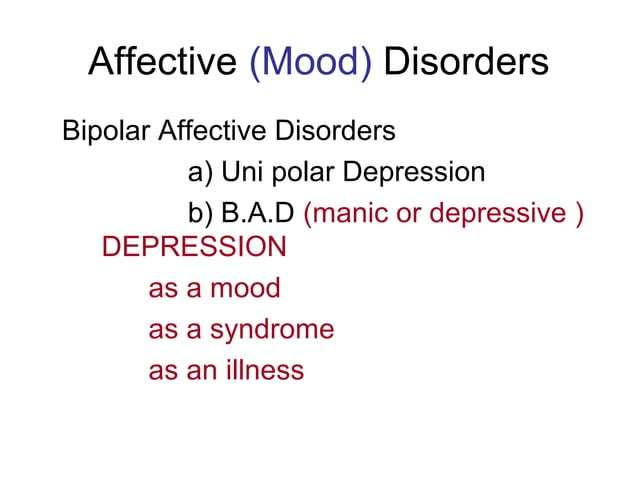 Affective (Mood) Disorders
Bipolar Affective Disorders
a) Uni polar Depression
b) B.A.D (manic or depressive )
DEPRESSION
as a mood
as a syndrome
as an illness